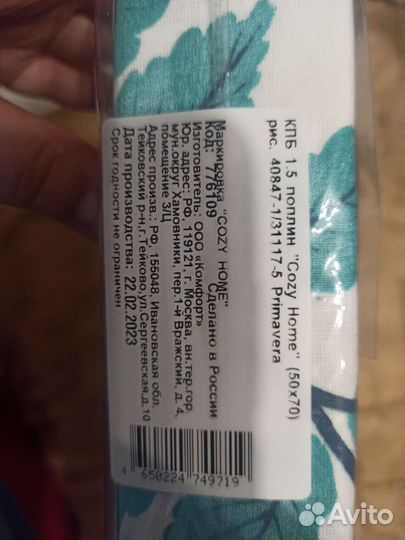 КПБ 1.5 поплин "Cozy Home" (50x70)
рис. 40847-1/31117-5 Primavera
Маркировка "COZY HOME"
Код: 776109 Сделано в России
Изготовитель: ООО «Комфорт»
Юр. адрес: РФ, 119121, г. Москва, вн.тер.гор.
мун.округ Хамовники, пер.1-й Вражский, д. 4,
помещение 3/Ц
Адрес произв.: РФ, 155048, Ивановская обл.
Тейковский р-н,г.Тейково,ул.Сергеевская,д.10
Дата производства: 22.02.2023
Срок годности не ограничен
4 650224 749719
Avito